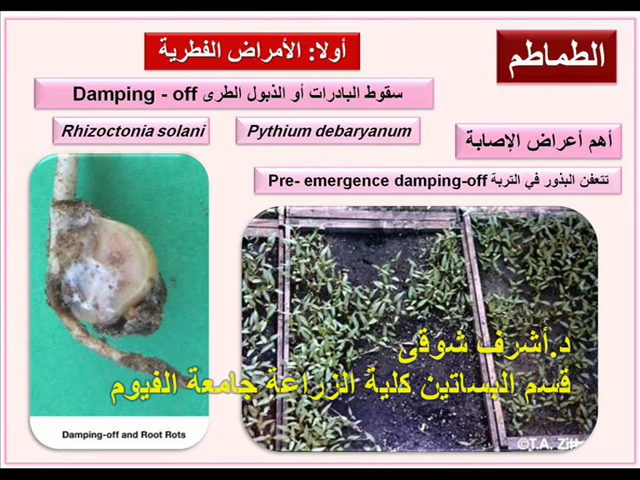 الطماطم
أولا: الأمراض الفطرية
سقوط البادرات أو الذبول الطرى Damping - off
Rhizoctonia solani
Pythium debaryanum
أهم أعراض الإصابة
تتعفن البذور في التربة Pre- emergence damping-off
د.أشرف شوقى
قسم البساتين كلية الزراعة جامعة الفيوم
Damping-off and Root Rots
©T.A.